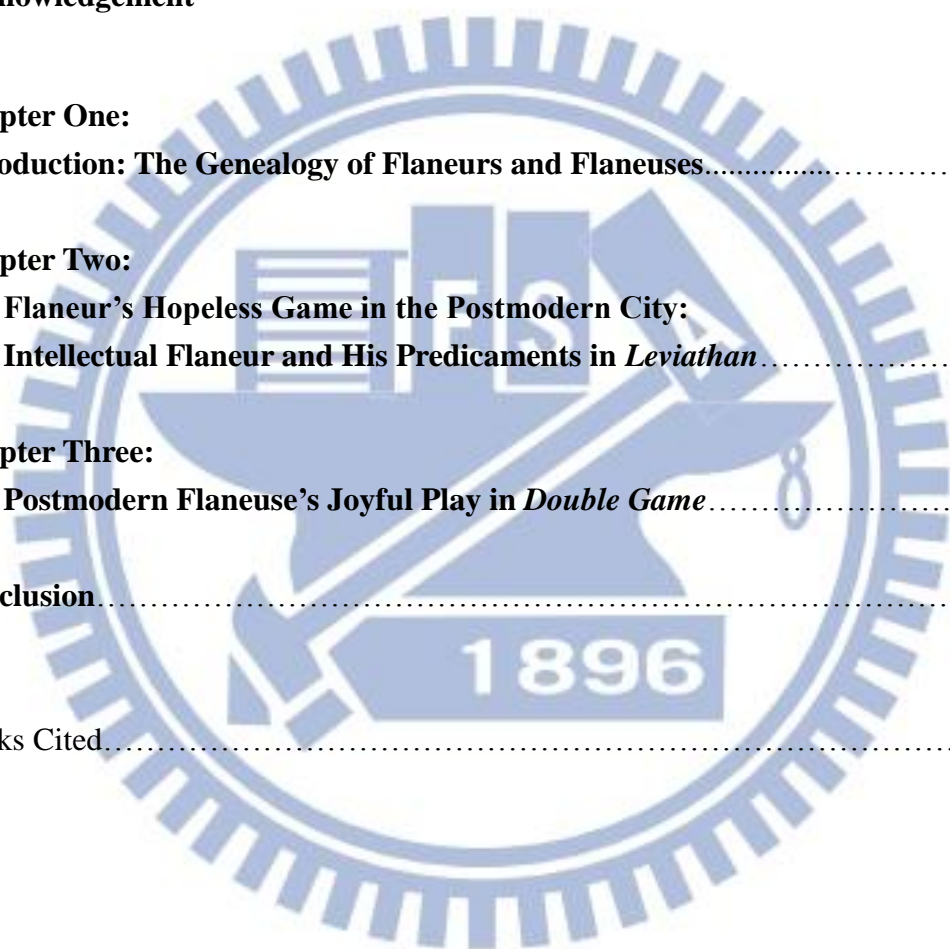 nowledgement
pter One:
oduction: The Genealogy of Flaneurs and Flaneuses
pter Two:
Flaneur's Hopeless Game in the Postmodern City:
Intellectual Flaneur and His Predicaments in Leviathan
pter Three:
Postmodern Flaneuse's Joyful Play in Double Game
clusion
1896
ks Cited